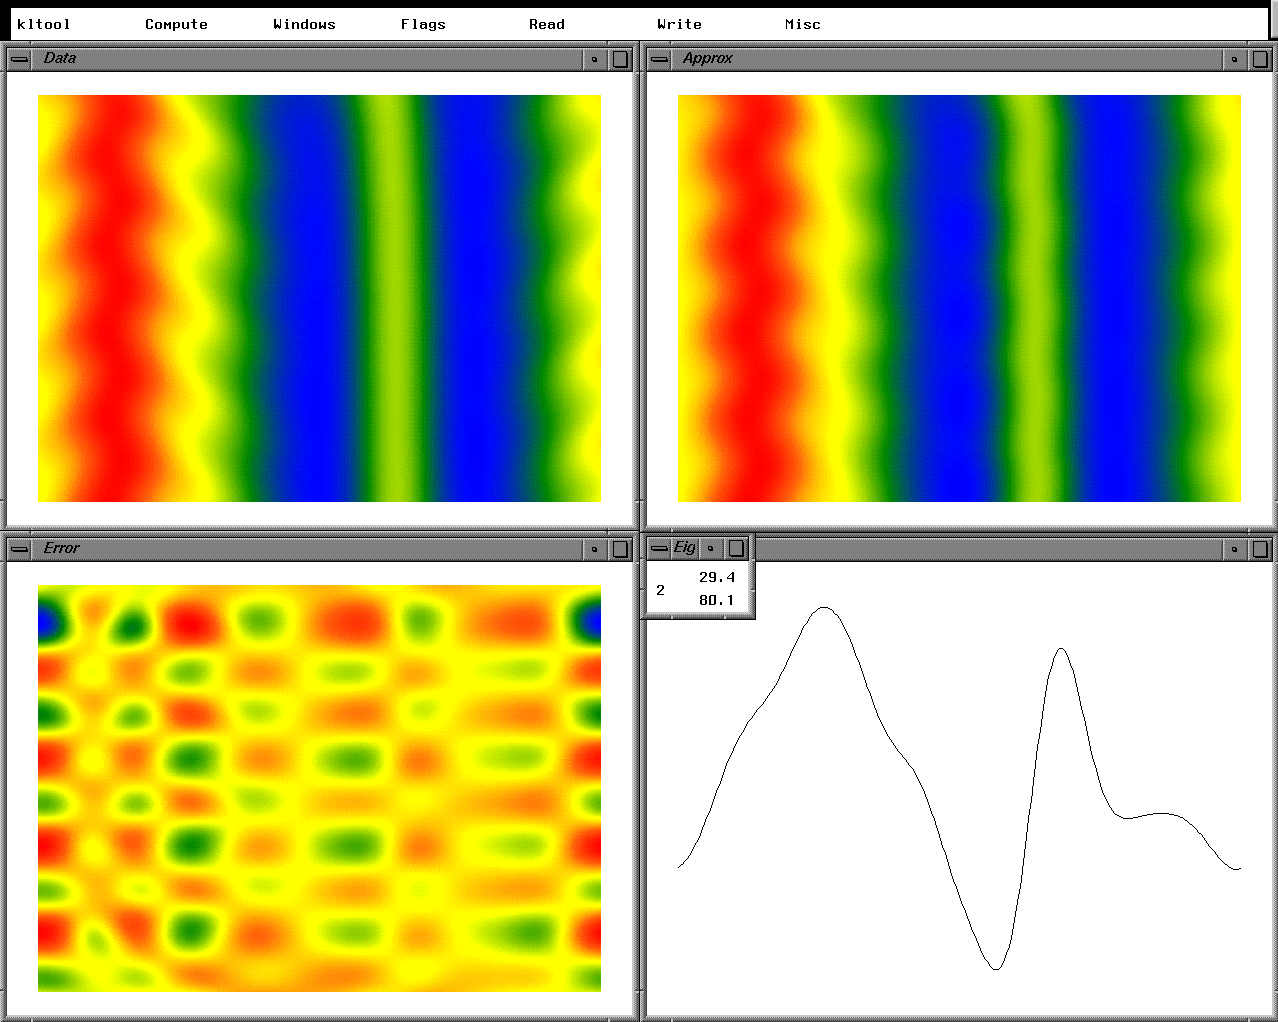 kltool Compute Windows Flags Read Write Misc
Data
Approx
Error
Eig
29.4
2
80.1